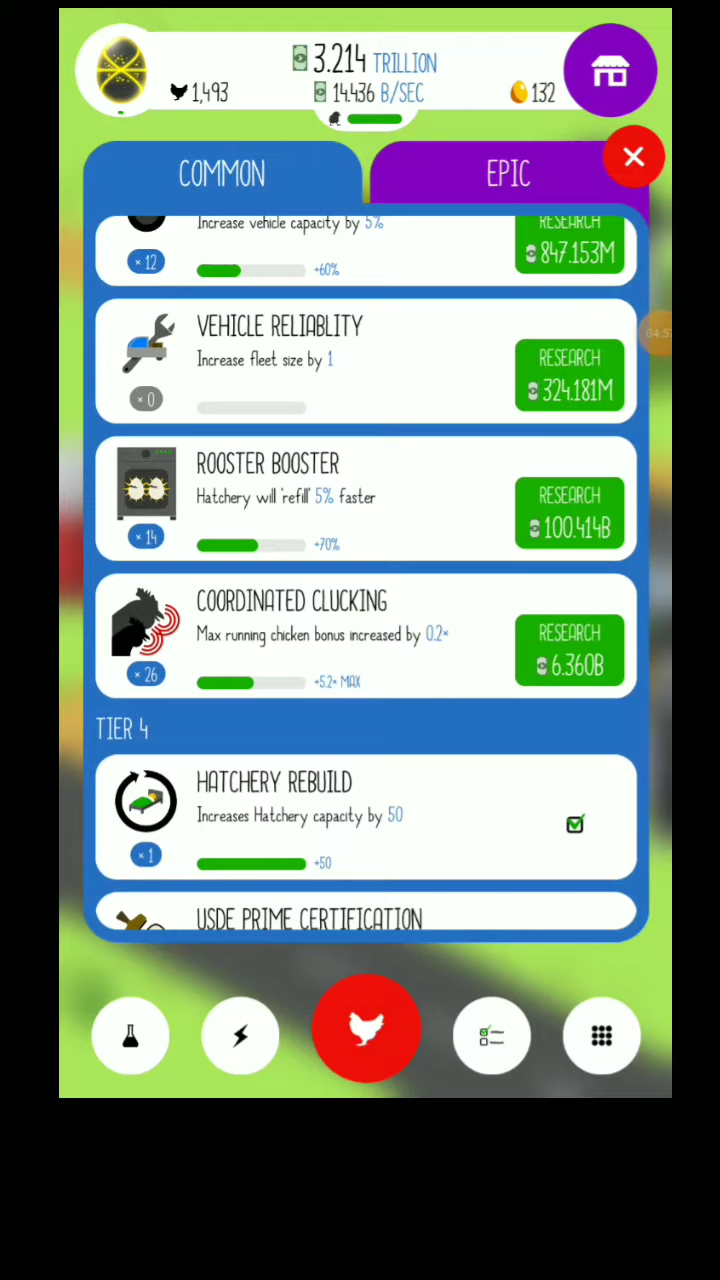 3.214 TRILLION
1,493
14.436 B/SEC
132
COMMON
EPIC
Increase vehicle capacity by 5%
RESEARCH
847.153M
× 12
+60%
04:57
VEHICLE RELIABLITY
Increase fleet size by 1
RESEARCH
324.181M
× 0
ROOSTER BOOSTER
Hatchery will 'refill' 5% faster
RESEARCH
100.414B
× 14
+70%
COORDINATED CLUCKING
Max running chicken bonus increased by 0.2×
RESEARCH
6.360B
× 26
+5.2× MAX
TIER 4
HATCHERY REBUILD
Increases Hatchery capacity by 50
× 1
+50
USDE PRIME CERTIFICATION